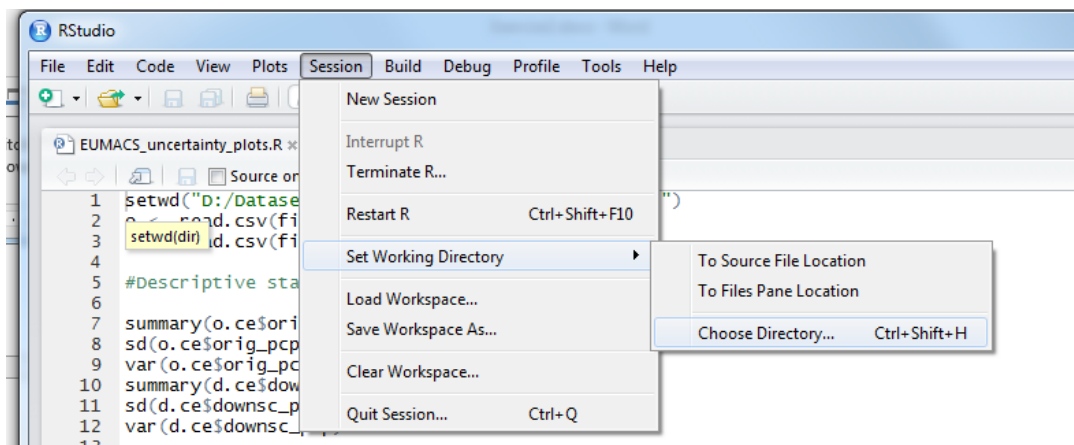 RStudio
File Edit Code View Plots Session Build Debug Profile Tools Help
New Session
EUMACS_uncertainty_plots.R
Interrupt R
Source on
Terminate R...
1 setwd("D:/Datase ")
Restart R Ctrl+Shift+F10
2 read.csv(fi
setwd(dir)
3 d.csv(fi
Set Working Directory
To Source File Location
4
5 #Descriptive sta
To Files Pane Location
6
Load Workspace...
7 summary(o.ce$ori
Save Workspace As...
Choose Directory... Ctrl+Shift+H
8 sd(o.ce$orig_pcp
9 var(o.ce$orig_pc
Clear Workspace...
10 summary(d.ce$dow
11 sd(d.ce$downsc_p
Quit Session... Ctrl+Q
12 var(d.ce$downsc_